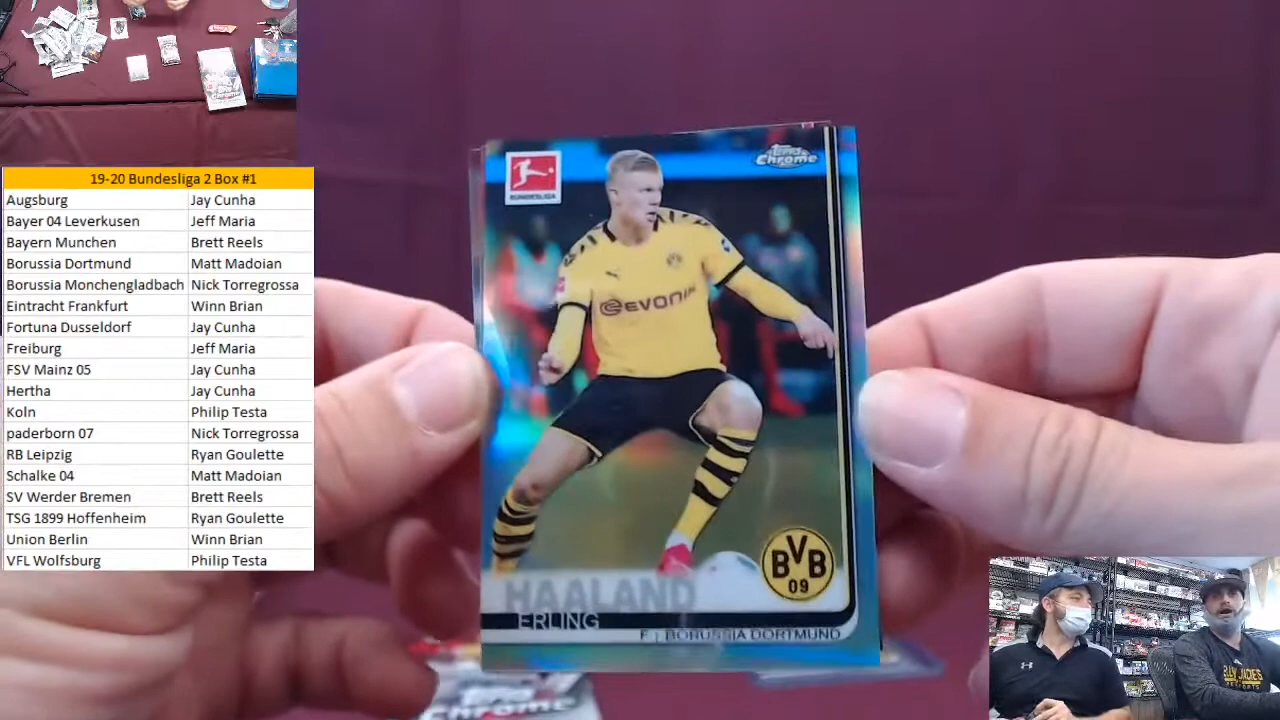 19-20 Bundesliga 2 Box #1
Augsburg Jay Cunha
Bayer 04 Leverkusen Jeff Maria
Bayern Munchen Brett Reels
Borussia Dortmund Matt Madoian
Borussia Monchengladbach Nick Torregrossa
Eintracht Frankfurt Winn Brian
Fortuna Dusseldorf Jay Cunha
Freiburg Jeff Maria
FSV Mainz 05 Jay Cunha
Hertha Jay Cunha
Koln Philip Testa
paderborn 07 Nick Torregrossa
RB Leipzig Ryan Goulette
Schalke 04 Matt Madoian
SV Werder Bremen Brett Reels
TSG 1899 Hoffenheim Ryan Goulette
Union Berlin Winn Brian
VFL Wolfsburg Philip Testa
BUNDESLIGA
Topps
Chrome
EVONIK
BVB
09
HAALAND
ERLING
F | BORUSSIA DORTMUND
Chrome